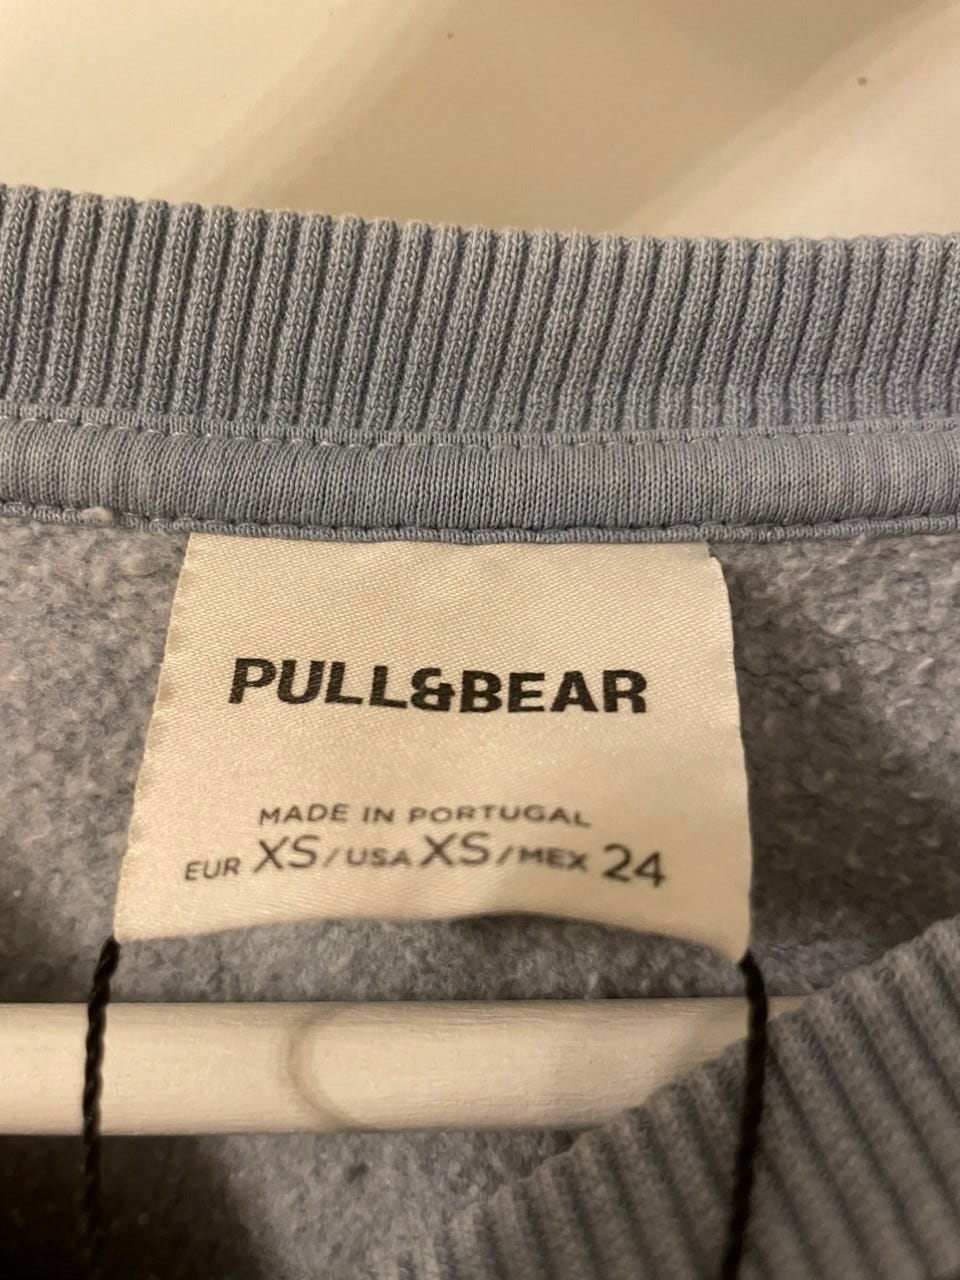 PULL&BEAR
MADE IN PORTUGAL
EUR XS/USA XS/MEX 24